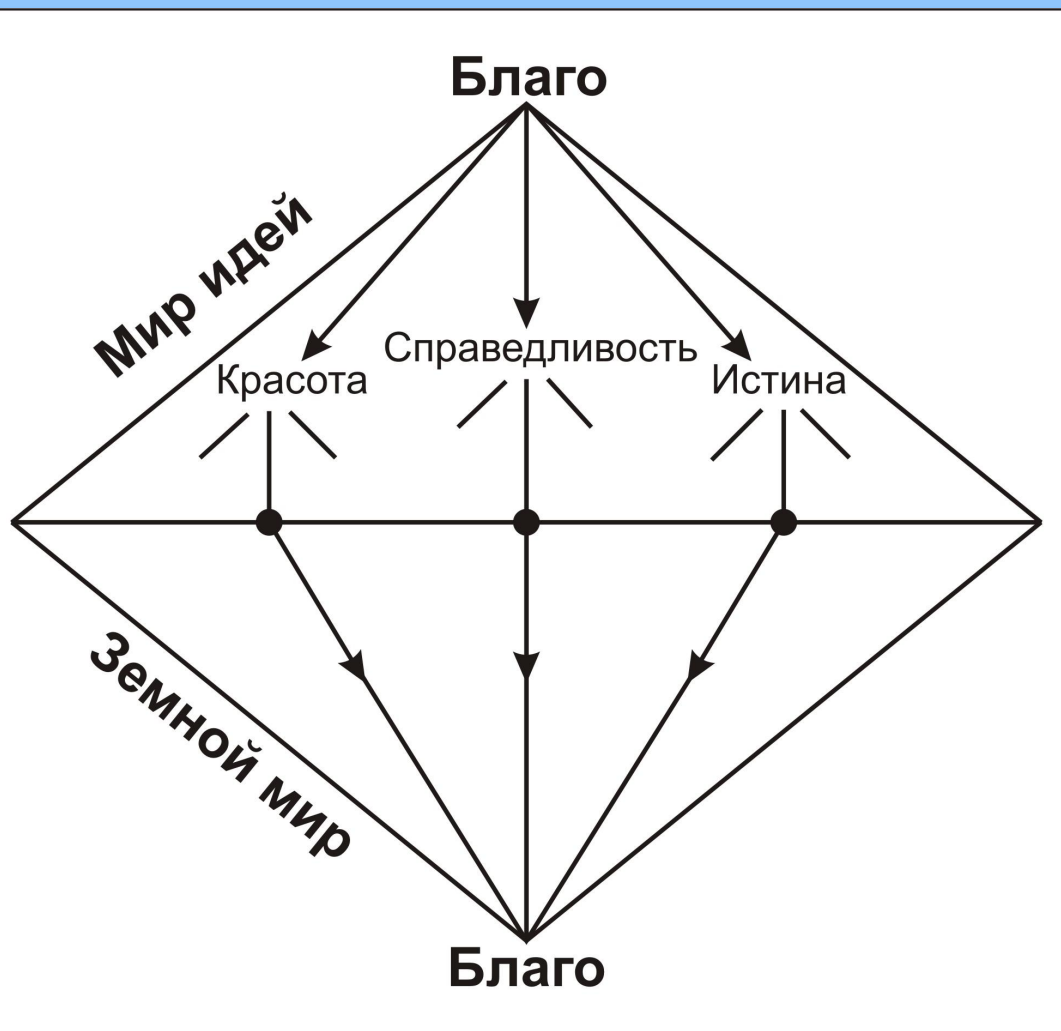 Благо
Мир идей
Справедливость
Красота
Истина
Земной мир
Благо